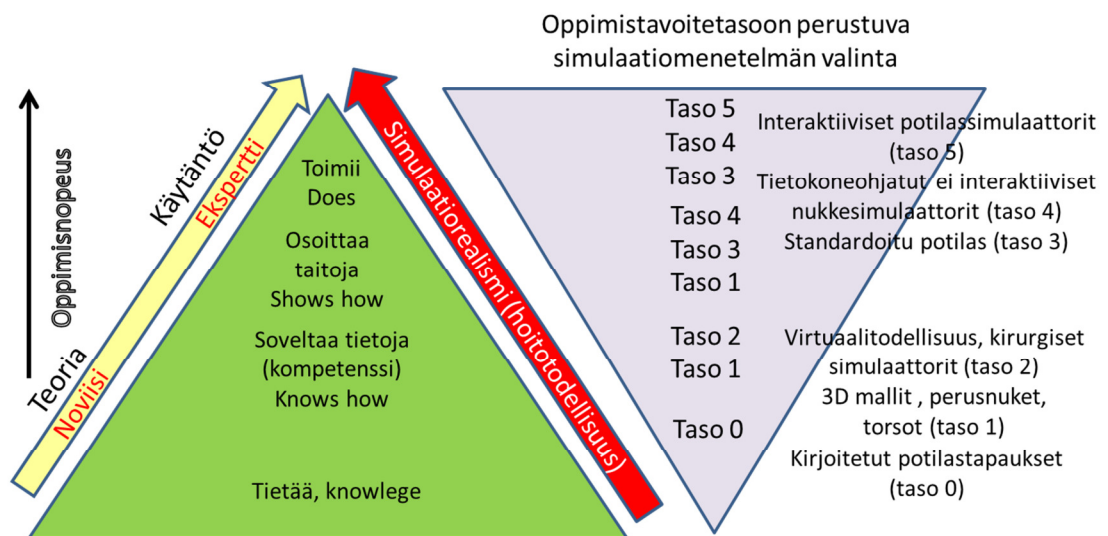 Oppimistavoitetasoon perustuva
simulaatiomenetelmän valinta
Oppimisnopeus
Teoria
Käytäntö
Noviisi
Ekspertti
Toimii
Does
Osoittaa
taitoja
Shows how
Soveltaa tietoja
(kompetenssi)
Knows how
Tietää, knowlege
Simulaatiorealismi (hoitotodellisuus)
Taso 5
Taso 4
Taso 3
Taso 4
Taso 3
Taso 1
Taso 2
Taso 1
Taso 0
Interaktiiviset potilassimulaattorit
(taso 5)
Tietokoneohjatut ei interaktiiviset
nukkesimulaattorit (taso 4)
Standardoitu potilas (taso 3)
Virtuaalitodellisuus, kirurgiset
simulaattorit (taso 2)
3D mallit , perusnuket,
torsot (taso 1)
Kirjoitetut potilastapaukset
(taso 0)